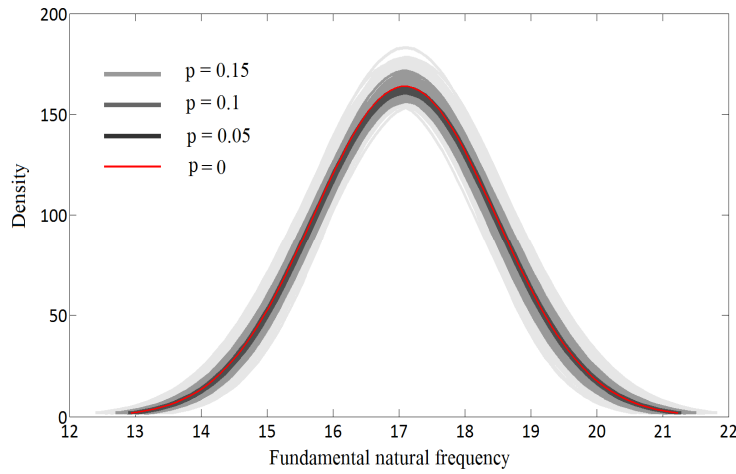 200
150
100
50
0
Density
p = 0.15
p = 0.1
p = 0.05
p = 0
12 13 14 15 16 17 18 19 20 21 22
Fundamental natural frequency